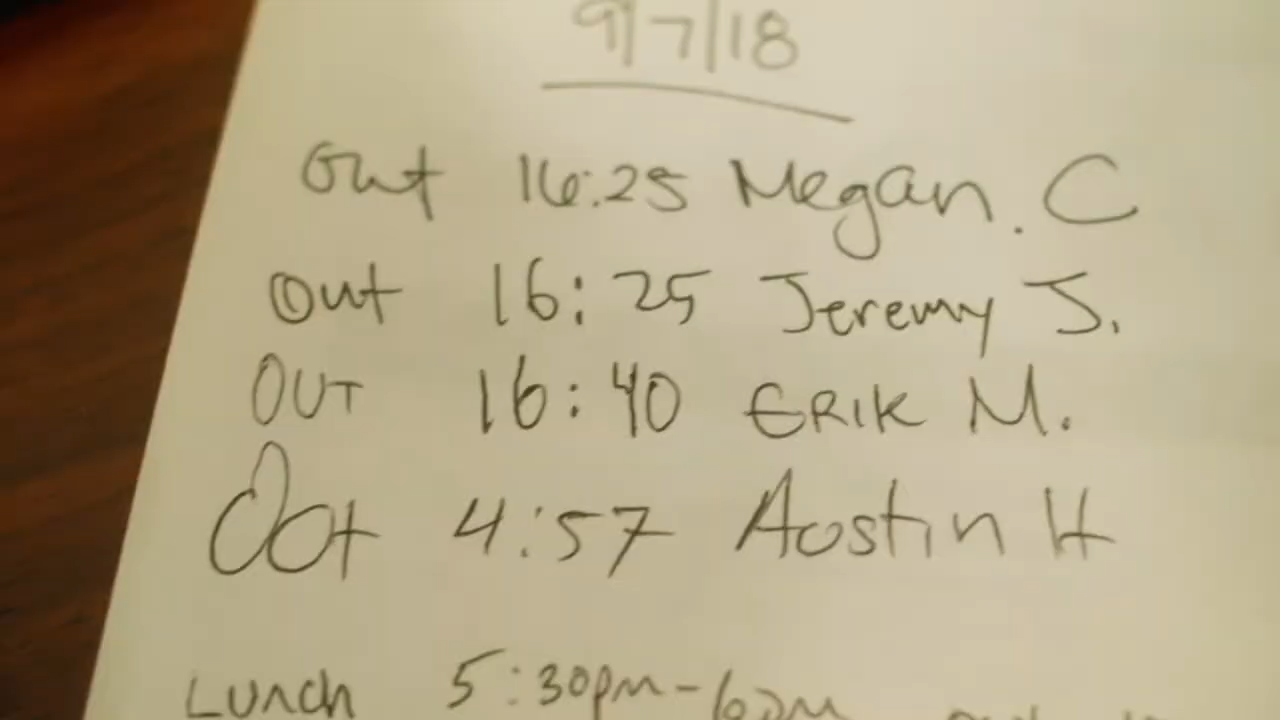 9/7/18
Out 16:25 Megan. C
Out 16:25 Jeremy J.
OUT 16:40 ERIK M.
Out 4:57 Austin H
Lunch 5:30pm-6pm